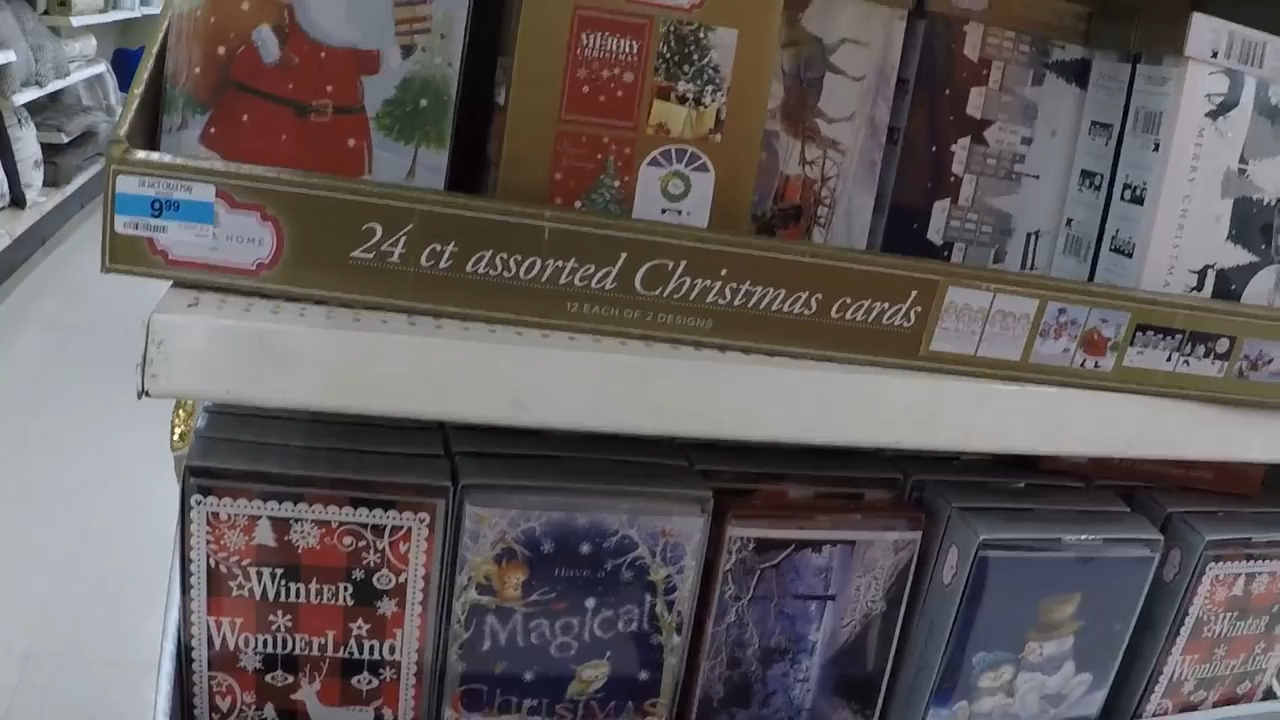 MERRY
CHRISTMAS
9.99
HOME
24 ct assorted Christmas cards
12 EACH OF 2 DESIGNS
MERRY CHRISTMA
WINTER
WONDERLAND
Have a
Magical
CHRISTMAS
WINTER
WONDERLAND